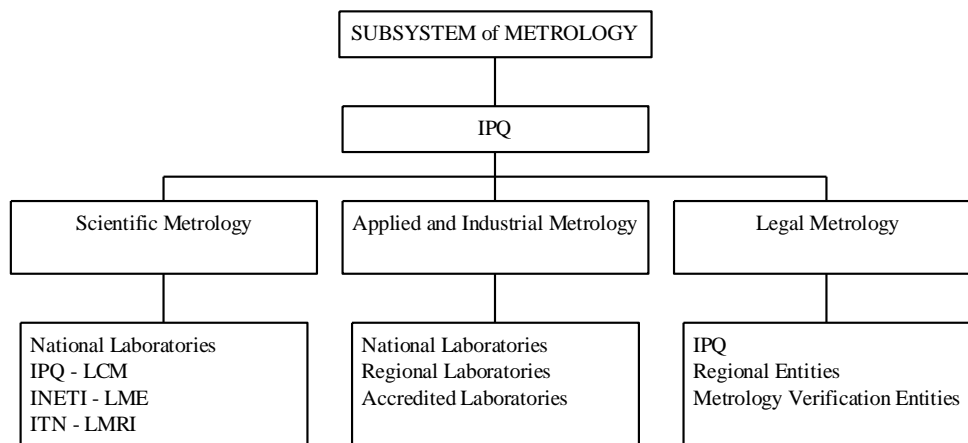 SUBSYSTEM of METROLOGY
IPQ
Scientific Metrology
Applied and Industrial Metrology
Legal Metrology
National Laboratories
IPQ - LCM
INETI - LME
ITN - LMRI
National Laboratories
Regional Laboratories
Accredited Laboratories
IPQ
Regional Entities
Metrology Verification Entities